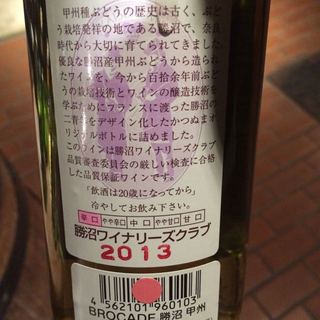 甲州種ぶどうの歴史は古く、ぶど
う栽培発祥の地である勝沼で、奈良
時代から大切に育てられてきました。
優良な勝沼産甲州ぶどうから造られ
たワインを、今から百拾余年前ぶど
うの栽培技術とワインの醸造技術を
学ぶためにフランスに渡った勝沼の
二青年をデザイン化したかつぬまオ
リジナルボトルに詰めました。
このワインは勝沼ワイナリーズクラブ
品質審査委員会の厳しい検査に合格
した品質保証ワインです。
「飲酒は20歳になってから」
冷やしてお飲み下さい。
辛口 やや辛口 中口 やや甘口 甘口
勝沼ワイナリーズクラブ
2013
4 562101 960103
BROCADE 勝沼 甲州